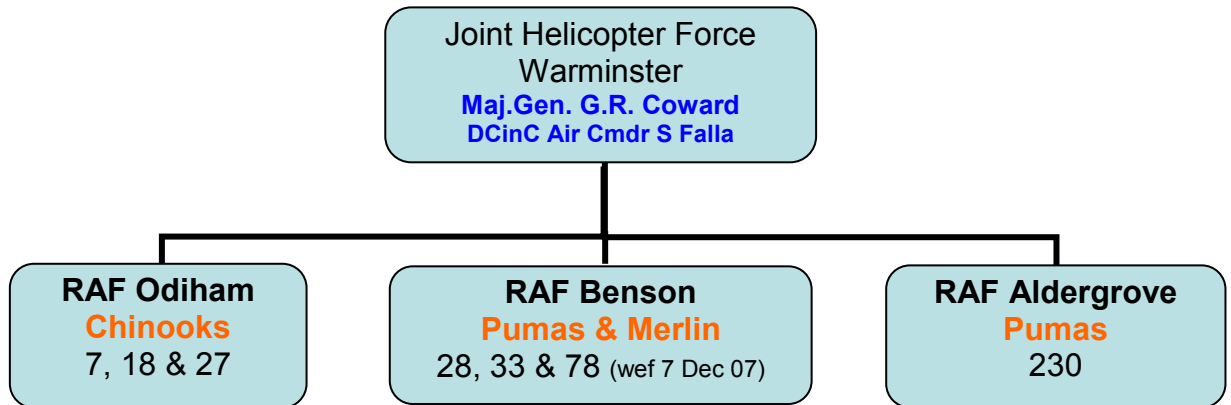 Joint Helicopter Force
Warminster
Maj.Gen. G.R. Coward
DCinC Air Cmdr S Falla
RAF Odiham
Chinooks
7, 18 & 27
RAF Benson
Pumas & Merlin
28, 33 & 78 (wef 7 Dec 07)
RAF Aldergrove
Pumas
230